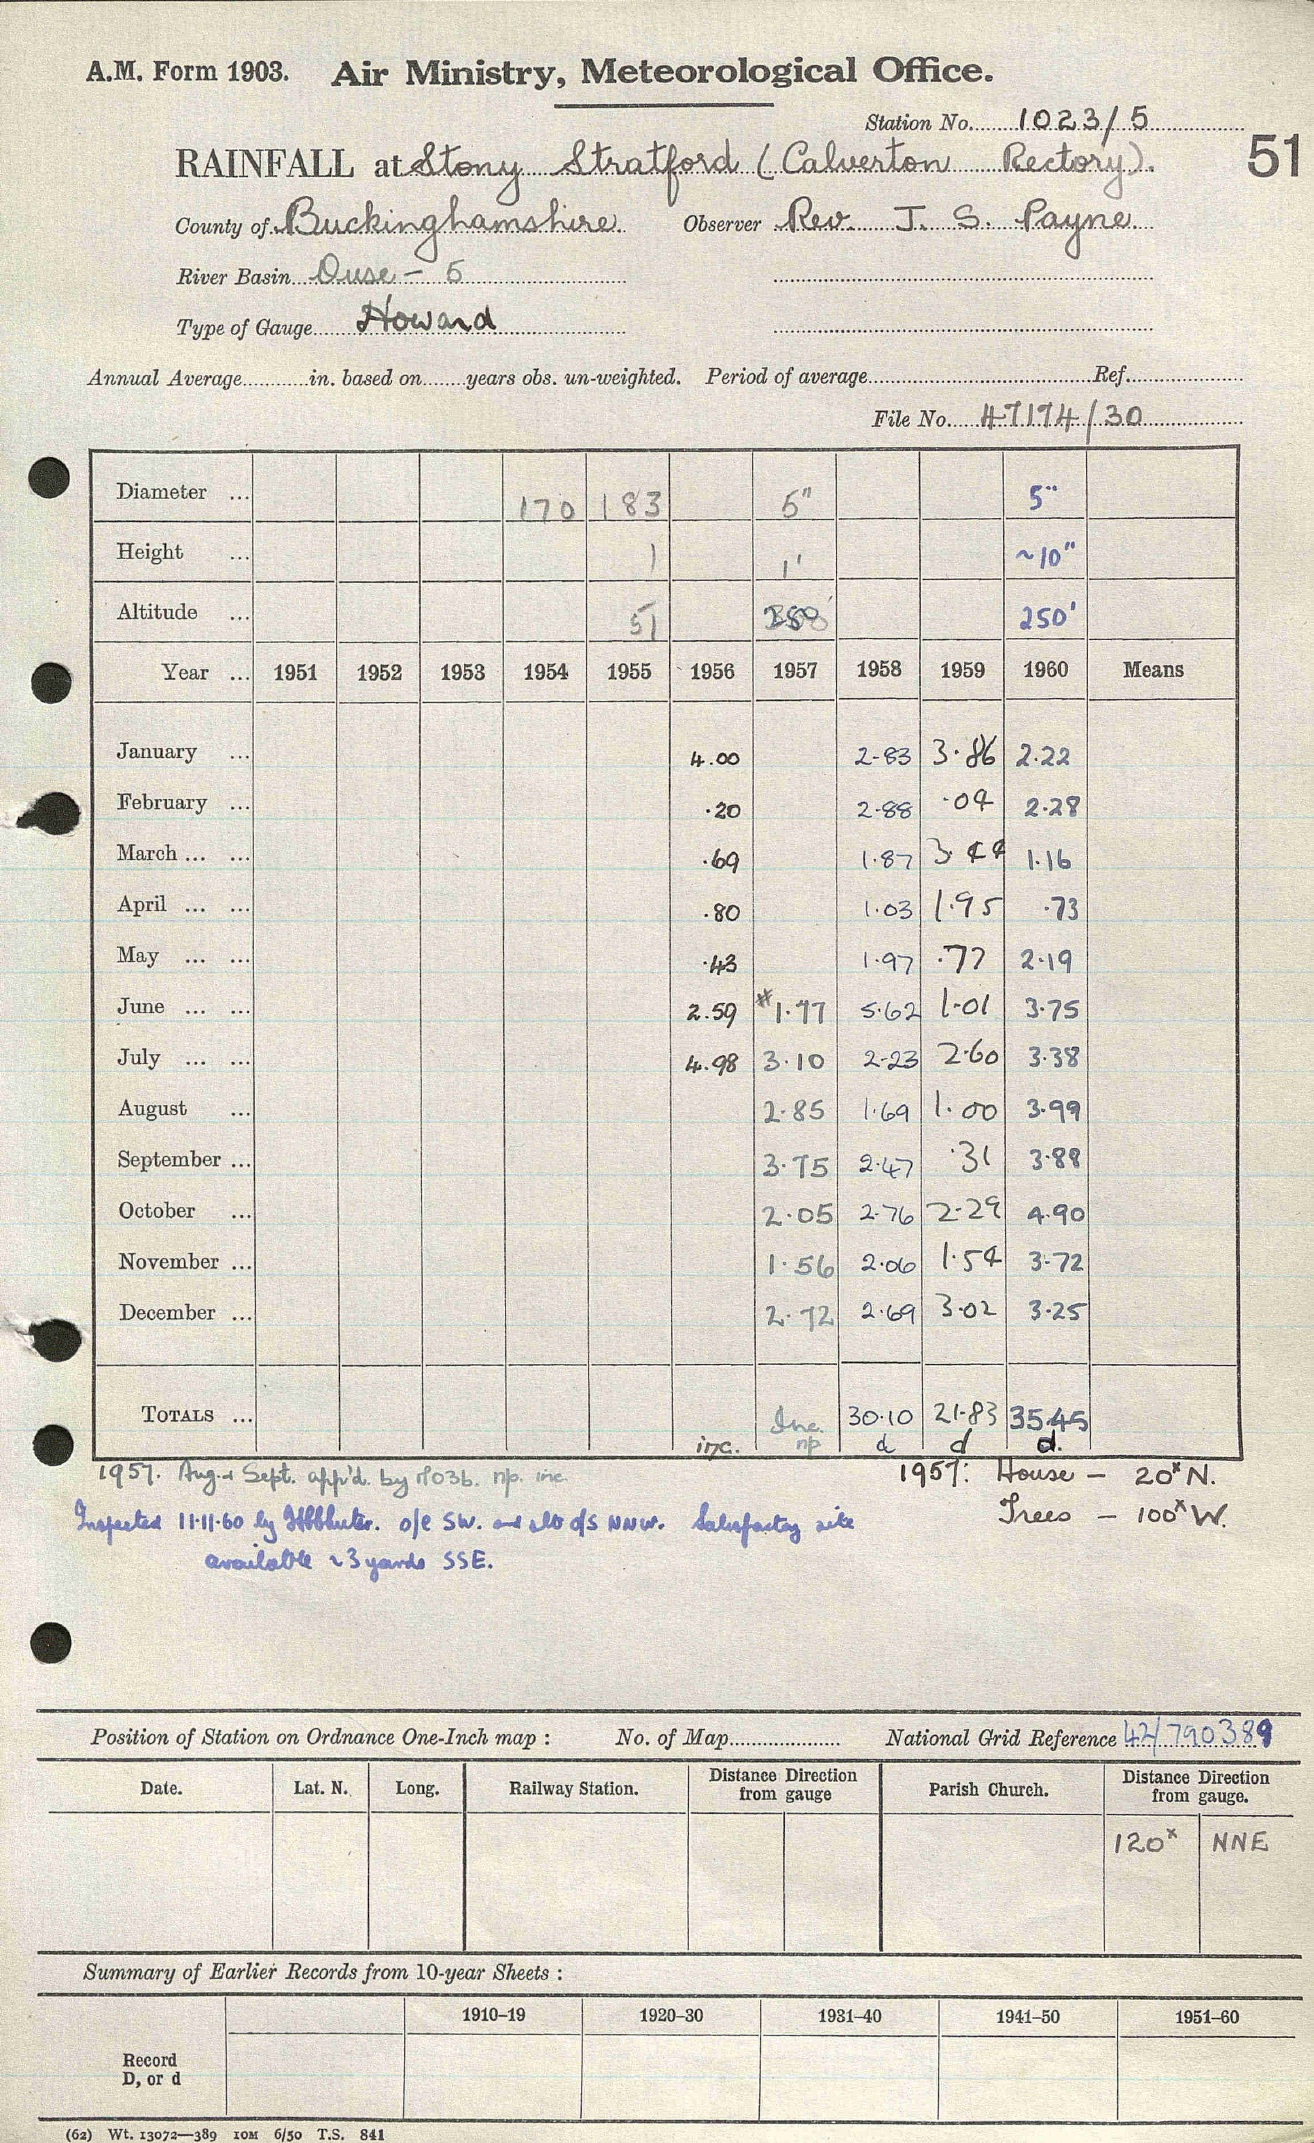 A.M. Form 1903. Air Ministry, Meteorological Office.
Station No. 1023/5
RAINFALL at Stony Stratford (Calverton Rectory). 51
County of Buckinghamshire. Observer Rev. J. S. Payne
River Basin Ouse - 5
Type of Gauge Howard
Annual Average in. based on years obs. un-weighted. Period of average Ref.
File No. 47174/30
Diameter ... 170 183 5" 5"
Height ... 1 1' ~10"
Altitude ... 51 250'
Year ... 1951 1952 1953 1954 1955 1956 1957 1958 1959 1960 Means
January ... 4.00 2.83 3.86 2.22
February ... .20 2.88 .04 2.28
March ... ... .69 1.87 3.44 1.16
April ... ... .80 1.03 1.95 .73
May ... ... .43 1.97 .77 2.19
June ... ... 2.59 * 1.77 5.62 1.01 3.75
July ... ... 4.98 3.10 2.23 2.60 3.38
August ... 2.85 1.69 1.00 3.99
September ... 3.75 2.47 .31 3.88
October ... 2.05 2.76 2.29 4.90
November ... 1.56 2.06 1.54 3.72
December ... 2.72 2.69 3.02 3.25
TOTALS ... Inc. 30.10 21.83 35.45
inc. np d d d.
1957. Aug. & Sept. app'd. by M03b. np. inc. 1957: House - 20ˣ N.
Trees - 100ˣ W.
Inspected 11.11.60 by o/e SW. and also o/s NNW. Satisfactory site
available ~3 yards SSE.
Position of Station on Ordnance One-Inch map : No. of Map National Grid Reference 42/790389
Date. Lat. N. Long. Railway Station. Distance Direction from gauge Parish Church. Distance Direction from gauge.
120ˣ NNE
Summary of Earlier Records from 10-year Sheets :
1910–19 1920–30 1931–40 1941–50 1951–60
Record
D, or d
(62) Wt. 13072—389 10M 6/50 T.S. 841